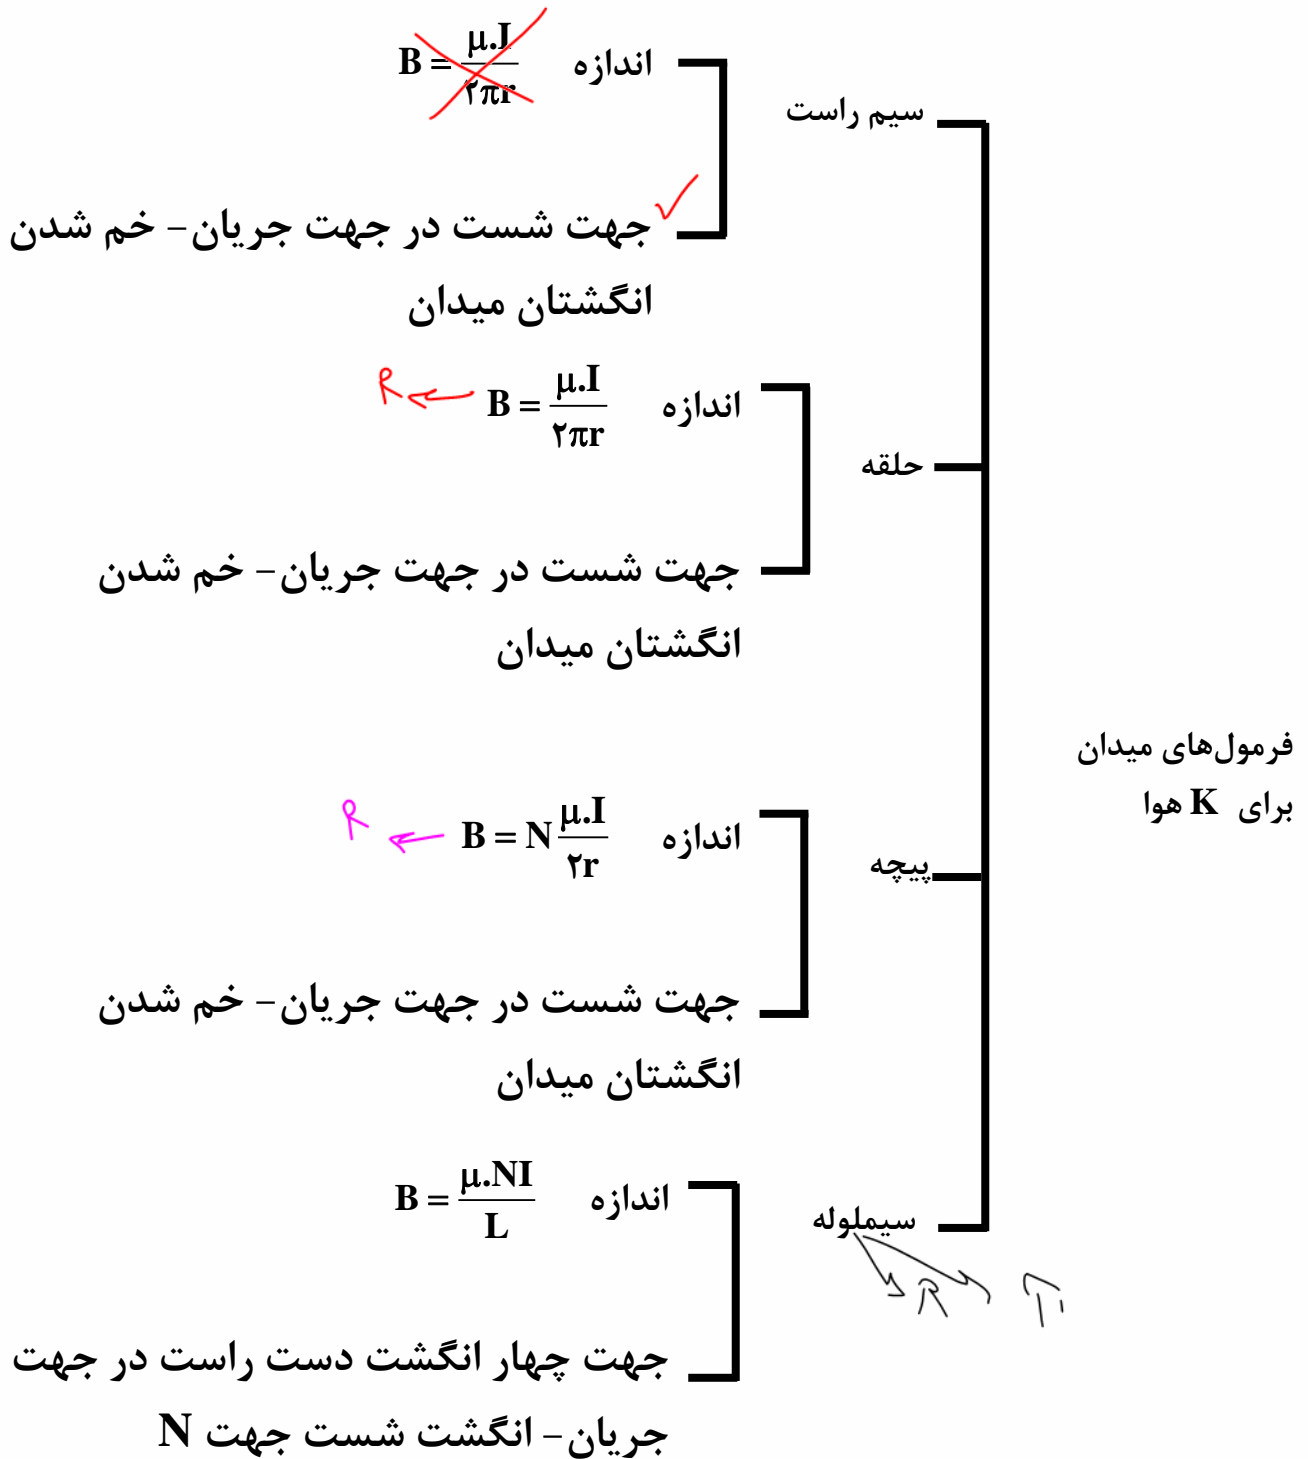 فرمول‌های میدان
برای K هوا
سیم راست
اندازه B = μ.I / ۲πr
جهت شست در جهت جریان- خم شدن
انگشتان میدان
حلقه
اندازه B = μ.I / ۲πr
R
جهت شست در جهت جریان- خم شدن
انگشتان میدان
پیچه
اندازه B = N μ.I / ۲r
R
جهت شست در جهت جریان- خم شدن
انگشتان میدان
سیملوله
R
اندازه B = μ.NI / L
جهت چهار انگشت دست راست در جهت
جریان- انگشت شست جهت N